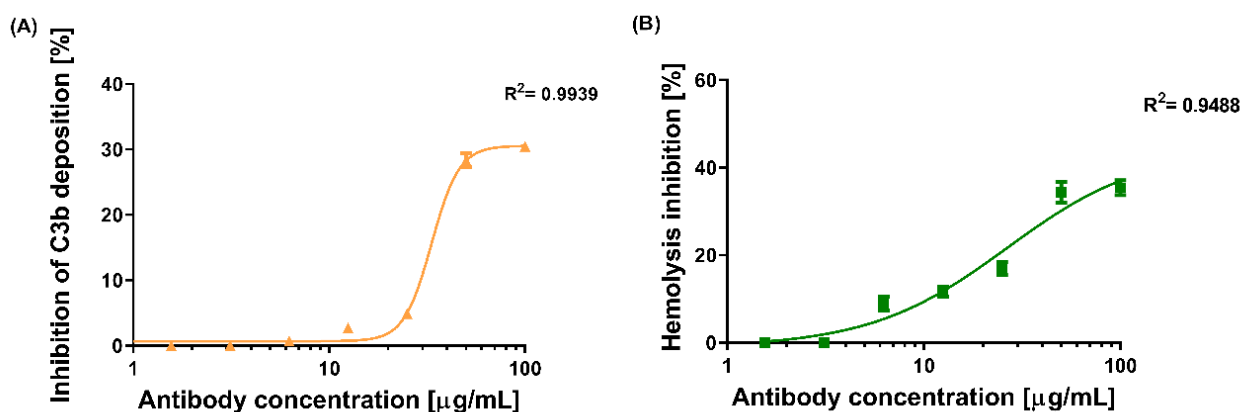 (A)
Inhibition of C3b deposition [%]
40
30
20
10
0
R²= 0.9939
1
10
100
Antibody concentration [μg/mL]
(B)
Hemolysis inhibition [%]
60
40
20
0
R²= 0.9488
1
10
100
Antibody concentration [μg/mL]